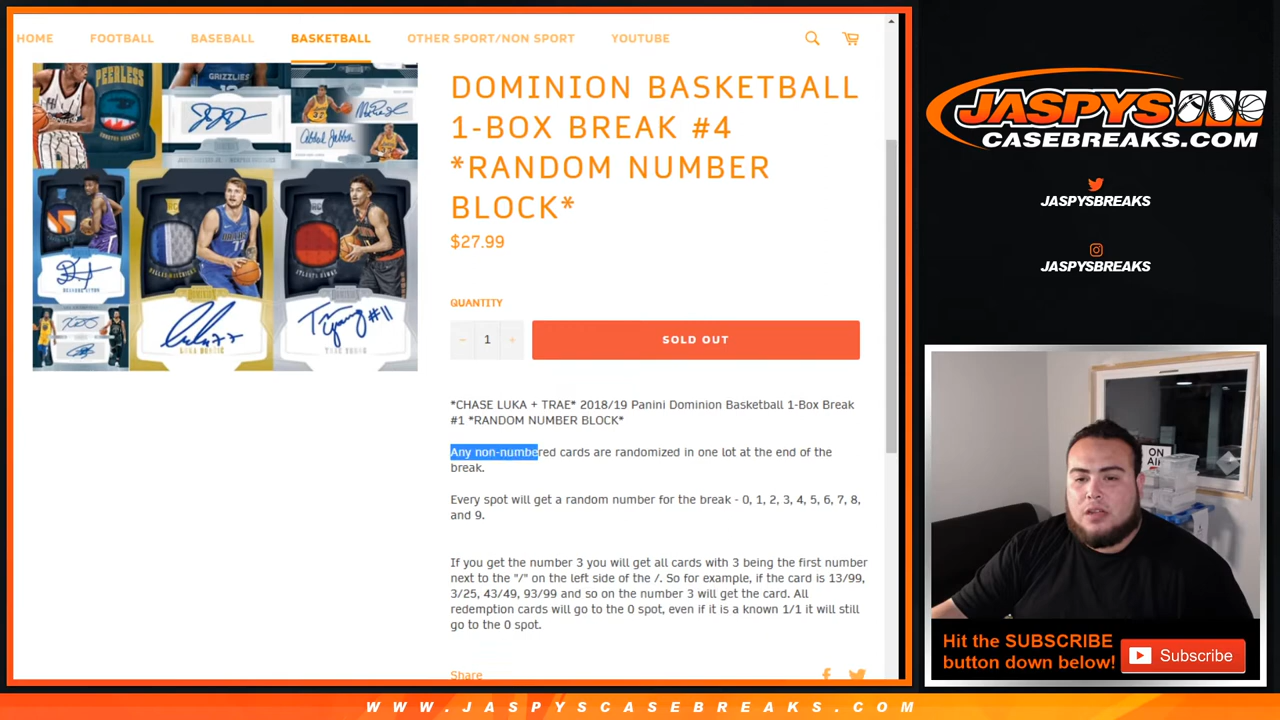 HOME FOOTBALL BASEBALL BASKETBALL OTHER SPORT/NON SPORT YOUTUBE
PEERLESS
GRIZZLIES
DOMINION BASKETBALL
1-BOX BREAK #4
*RANDOM NUMBER
BLOCK*
$27.99
QUANTITY
− 1 + SOLD OUT
*CHASE LUKA + TRAE* 2018/19 Panini Dominion Basketball 1-Box Break
#1 *RANDOM NUMBER BLOCK*
Any non-numbered cards are randomized in one lot at the end of the
break.
Every spot will get a random number for the break - 0, 1, 2, 3, 4, 5, 6, 7, 8,
and 9.
If you get the number 3 you will get all cards with 3 being the first number
next to the "/" on the left side of the /. So for example, if the card is 13/99,
3/25, 43/49, 93/99 and so on the number 3 will get the card. All
redemption cards will go to the 0 spot, even if it is a known 1/1 it will still
go to the 0 spot.
Share
JASPYS
CASEBREAKS.COM
JASPYSBREAKS
JASPYSBREAKS
ON
AIR
Hit the SUBSCRIBE
button down below!
Subscribe
WWW.JASPYSCASEBREAKS.COM